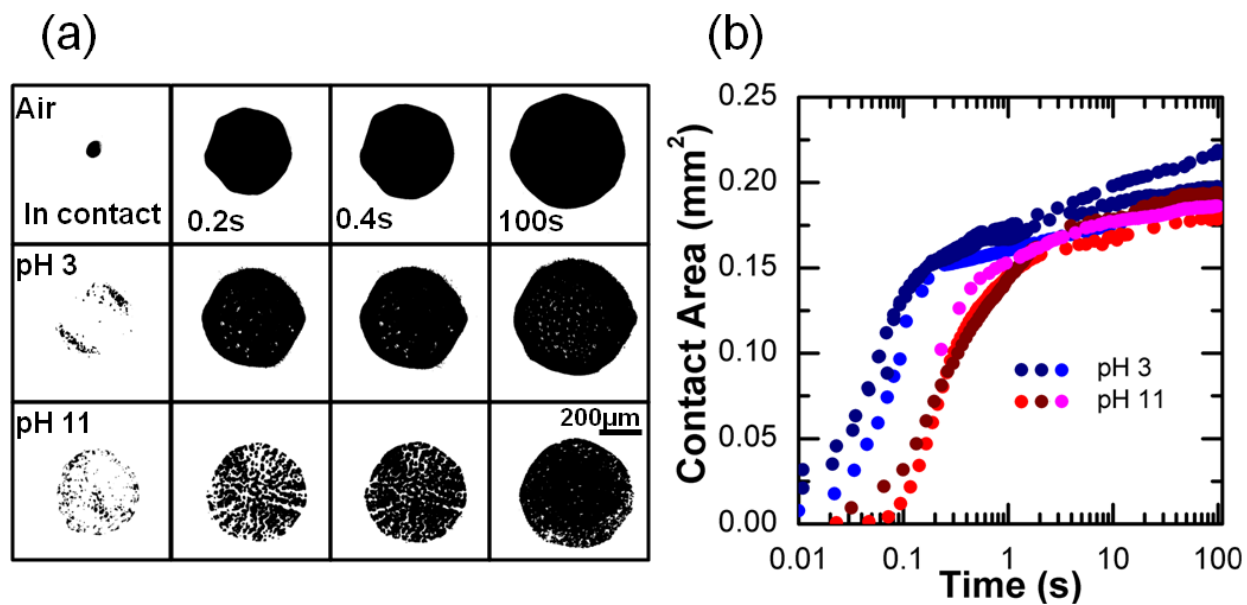 (a)
Air
In contact
0.2s
0.4s
100s
pH 3
pH 11
200μm
(b)
Contact Area (mm²)
0.25
0.20
0.15
0.10
0.05
0.00
pH 3
pH 11
0.01
0.1
1
10
100
Time (s)